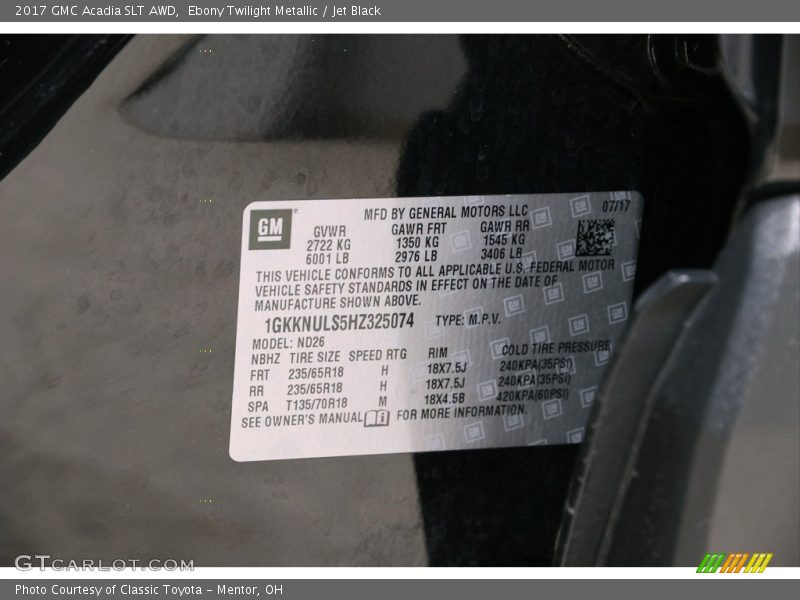 2017 GMC Acadia SLT AWD, Ebony Twilight Metallic / Jet Black
MFD BY GENERAL MOTORS LLC 07/17
GM GVWR GAWR FRT GAWR RR
2722 KG 1350 KG 1545 KG
6001 LB 2976 LB 3406 LB
THIS VEHICLE CONFORMS TO ALL APPLICABLE U.S. FEDERAL MOTOR
VEHICLE SAFETY STANDARDS IN EFFECT ON THE DATE OF
MANUFACTURE SHOWN ABOVE.
1GKKNULS5HZ325074 TYPE: M.P.V.
MODEL: ND26
NBHZ TIRE SIZE SPEED RTG RIM COLD TIRE PRESSURE
FRT 235/65R18 H 18X7.5J 240KPA(35PSI)
RR 235/65R18 H 18X7.5J 240KPA(35PSI)
SPA T135/70R18 M 18X4.5B 420KPA(60PSI)
SEE OWNER'S MANUAL FOR MORE INFORMATION.
GTCARLOT.COM
Photo Courtesy of Classic Toyota - Mentor, OH